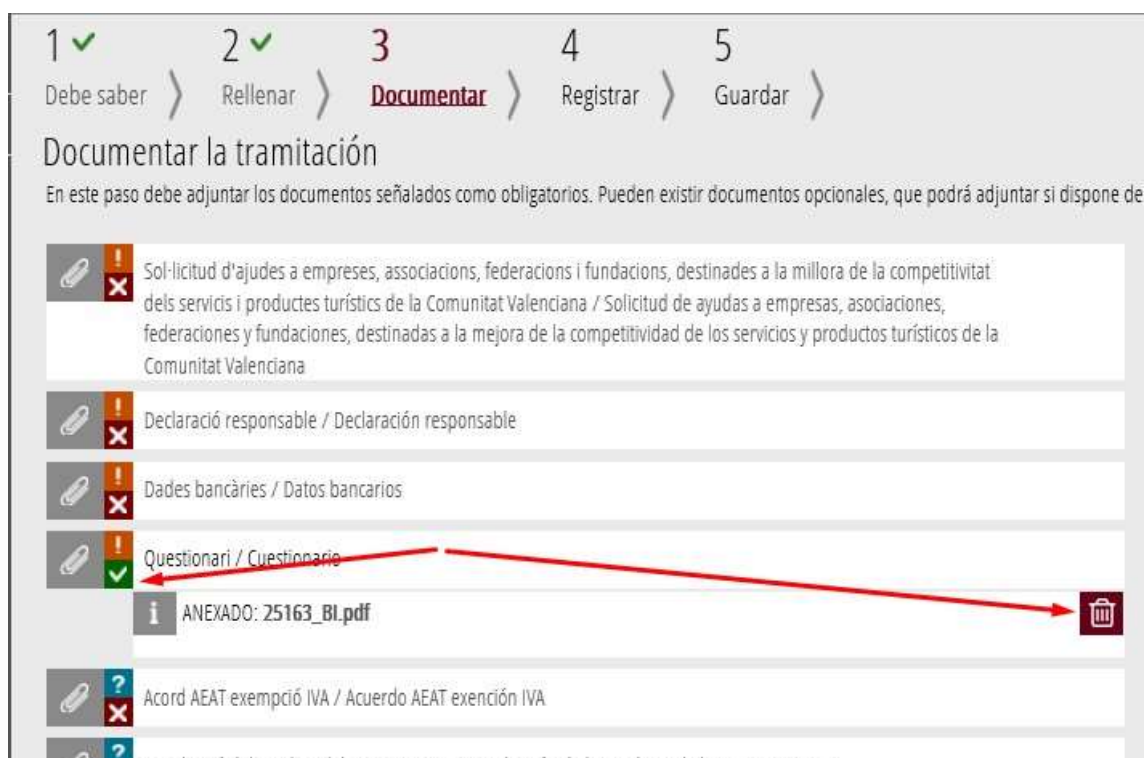 1 2 3 4 5
Debe saber Rellenar Documentar Registrar Guardar
Documentar la tramitación
En este paso debe adjuntar los documentos señalados como obligatorios. Pueden existir documentos opcionales, que podrá adjuntar si dispone de
Sol·licitud d'ajudes a empreses, associacions, federacions i fundacions, destinades a la millora de la competitivitat
dels servicis i productes turístics de la Comunitat Valenciana / Solicitud de ayudas a empresas, asociaciones,
federaciones y fundaciones, destinadas a la mejora de la competitividad de los servicios y productos turísticos de la
Comunitat Valenciana
Declaració responsable / Declaración responsable
Dades bancàries / Datos bancarios
Questionari / Cuestionario
ANEXADO: 25163_BI.pdf
Acord AEAT exempció IVA / Acuerdo AEAT exención IVA